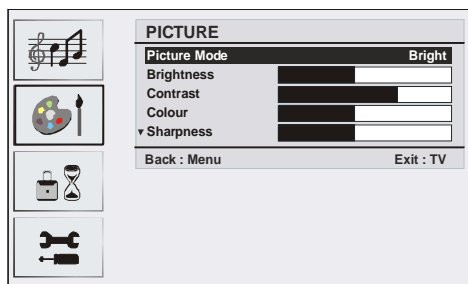 PICTURE
Picture Mode Bright
Brightness
Contrast
Colour
Sharpness
Back : Menu Exit : TV